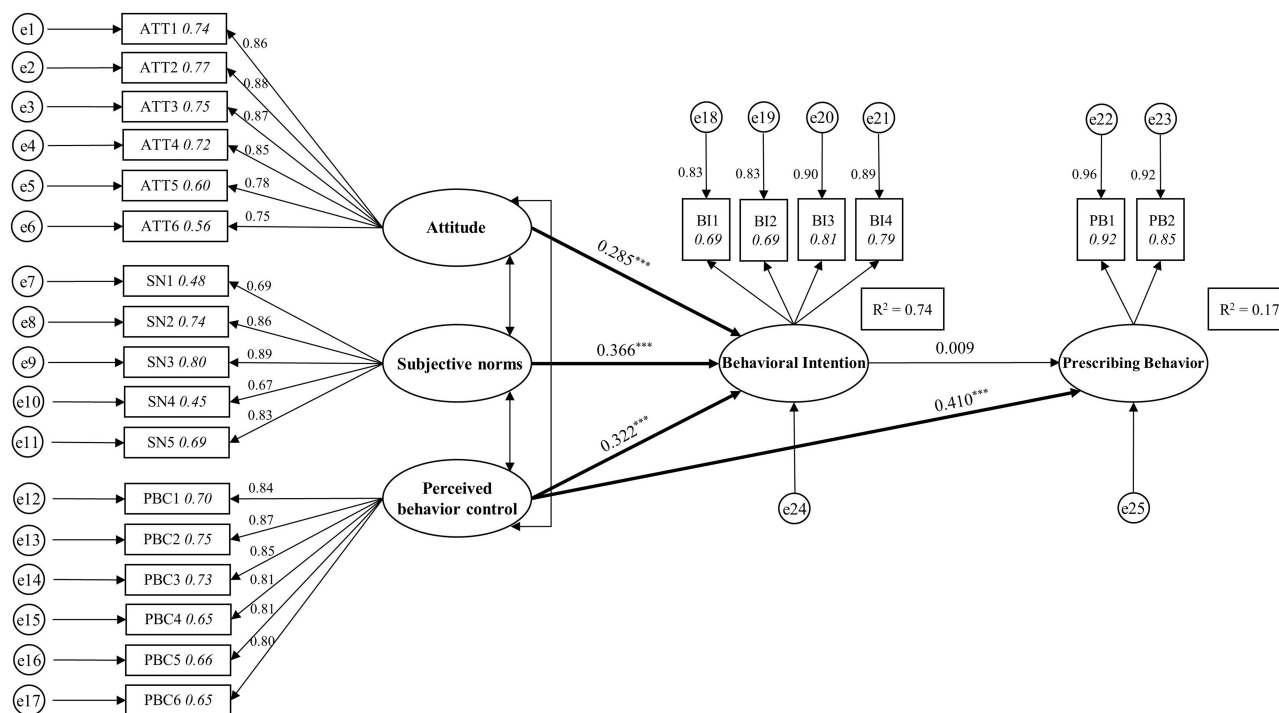 e1
ATT1 0.74
0.86
e2
ATT2 0.77
0.88
e3
ATT3 0.75
0.87
e4
ATT4 0.72
0.85
e5
ATT5 0.60
0.78
e6
ATT6 0.56
0.75
e7
SN1 0.48
0.69
e8
SN2 0.74
0.86
e9
SN3 0.80
0.89
e10
SN4 0.45
0.67
e11
SN5 0.69
0.83
e12
PBC1 0.70
0.84
e13
PBC2 0.75
0.87
e14
PBC3 0.73
0.85
e15
PBC4 0.65
0.81
e16
PBC5 0.66
0.81
e17
PBC6 0.65
0.80
Attitude
Subjective norms
Perceived
behavior control
0.285***
0.366***
0.322***
0.410***
0.009
e18
e19
e20
e21
0.83
0.83
0.90
0.89
BI1
0.69
BI2
0.69
BI3
0.81
BI4
0.79
R² = 0.74
Behavioral Intention
e24
e22
e23
0.96
0.92
PB1
0.92
PB2
0.85
R² = 0.17
Prescribing Behavior
e25